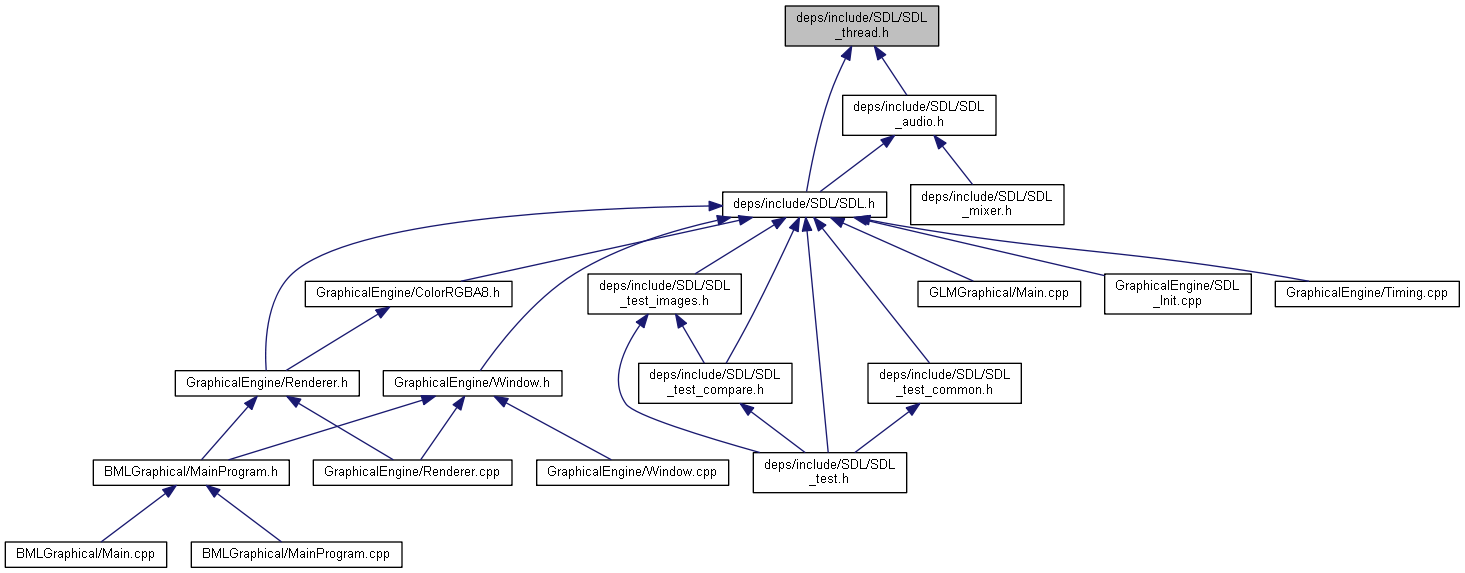 deps/include/SDL/SDL
_thread.h
deps/include/SDL/SDL
_audio.h
deps/include/SDL/SDL.h
deps/include/SDL/SDL
_mixer.h
GraphicalEngine/ColorRGBA8.h
deps/include/SDL/SDL
_test_images.h
GLMGraphical/Main.cpp
GraphicalEngine/SDL
_Init.cpp
GraphicalEngine/Timing.cpp
GraphicalEngine/Renderer.h
GraphicalEngine/Window.h
deps/include/SDL/SDL
_test_compare.h
deps/include/SDL/SDL
_test_common.h
BMLGraphical/MainProgram.h
GraphicalEngine/Renderer.cpp
GraphicalEngine/Window.cpp
deps/include/SDL/SDL
_test.h
BMLGraphical/Main.cpp
BMLGraphical/MainProgram.cpp